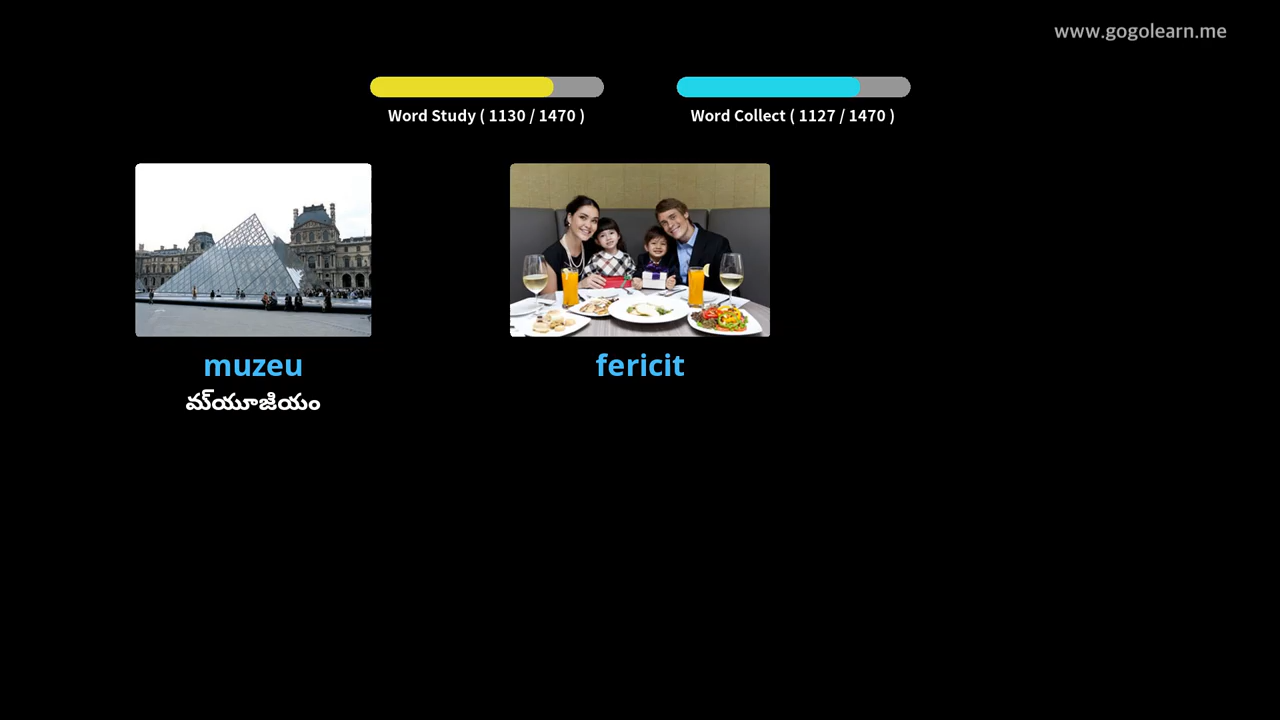 www.gogolearn.me
Word Study ( 1130 / 1470 )
Word Collect ( 1127 / 1470 )
muzeu
fericit
మ్‌యూజియం